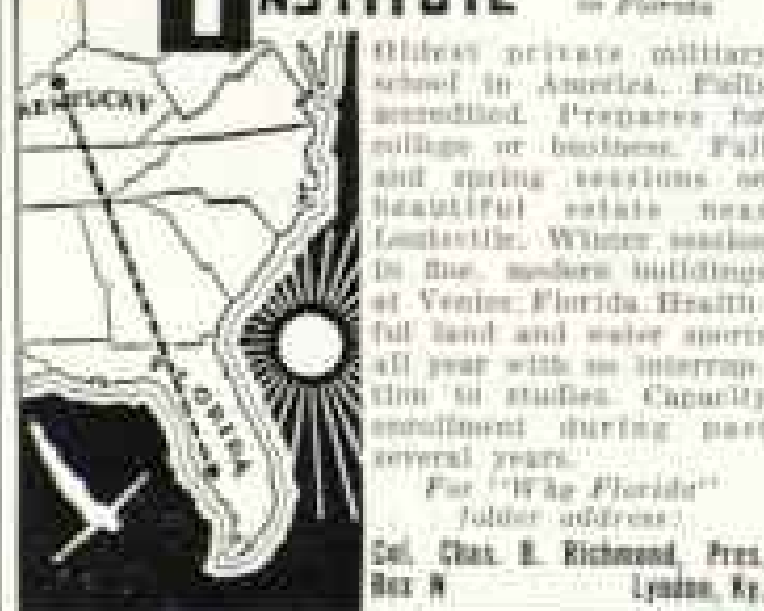 NSTITUTE in Florida
KENTUCKY
FLORIDA
Oldest private military
school in America. Fully
accredited. Prepares for
college or business. Fall
and spring sessions on
beautiful estate near
Louisville. Winter session
in fine, modern buildings
at Venice, Florida. Health-
ful land and water sports
all year with no interrup-
tion to studies. Capacity
enrollment during past
several years.
For "Why Florida"
folder address:
Col. Chas. B. Richmond, Pres.
Box N Lyndon, Ky.